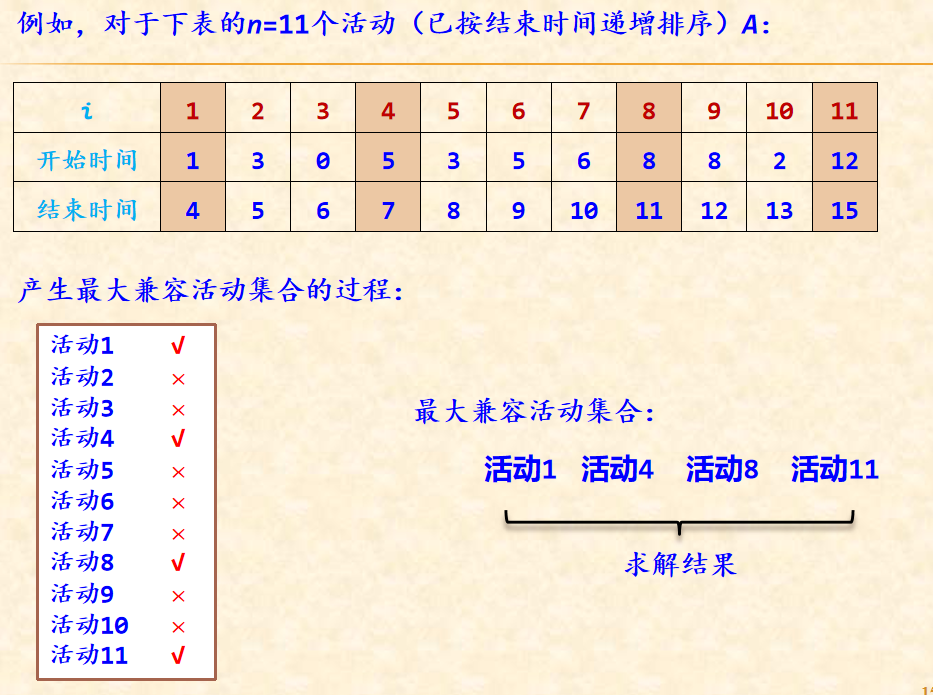 例如，对于下表的n=11个活动（已按结束时间递增排序）A：
i 1 2 3 4 5 6 7 8 9 10 11
开始时间 1 3 0 5 3 5 6 8 8 2 12
结束时间 4 5 6 7 8 9 10 11 12 13 15
产生最大兼容活动集合的过程：
活动1 √
活动2 ×
活动3 ×
活动4 √
活动5 ×
活动6 ×
活动7 ×
活动8 √
活动9 ×
活动10 ×
活动11 √
最大兼容活动集合：
活动1 活动4 活动8 活动11
求解结果